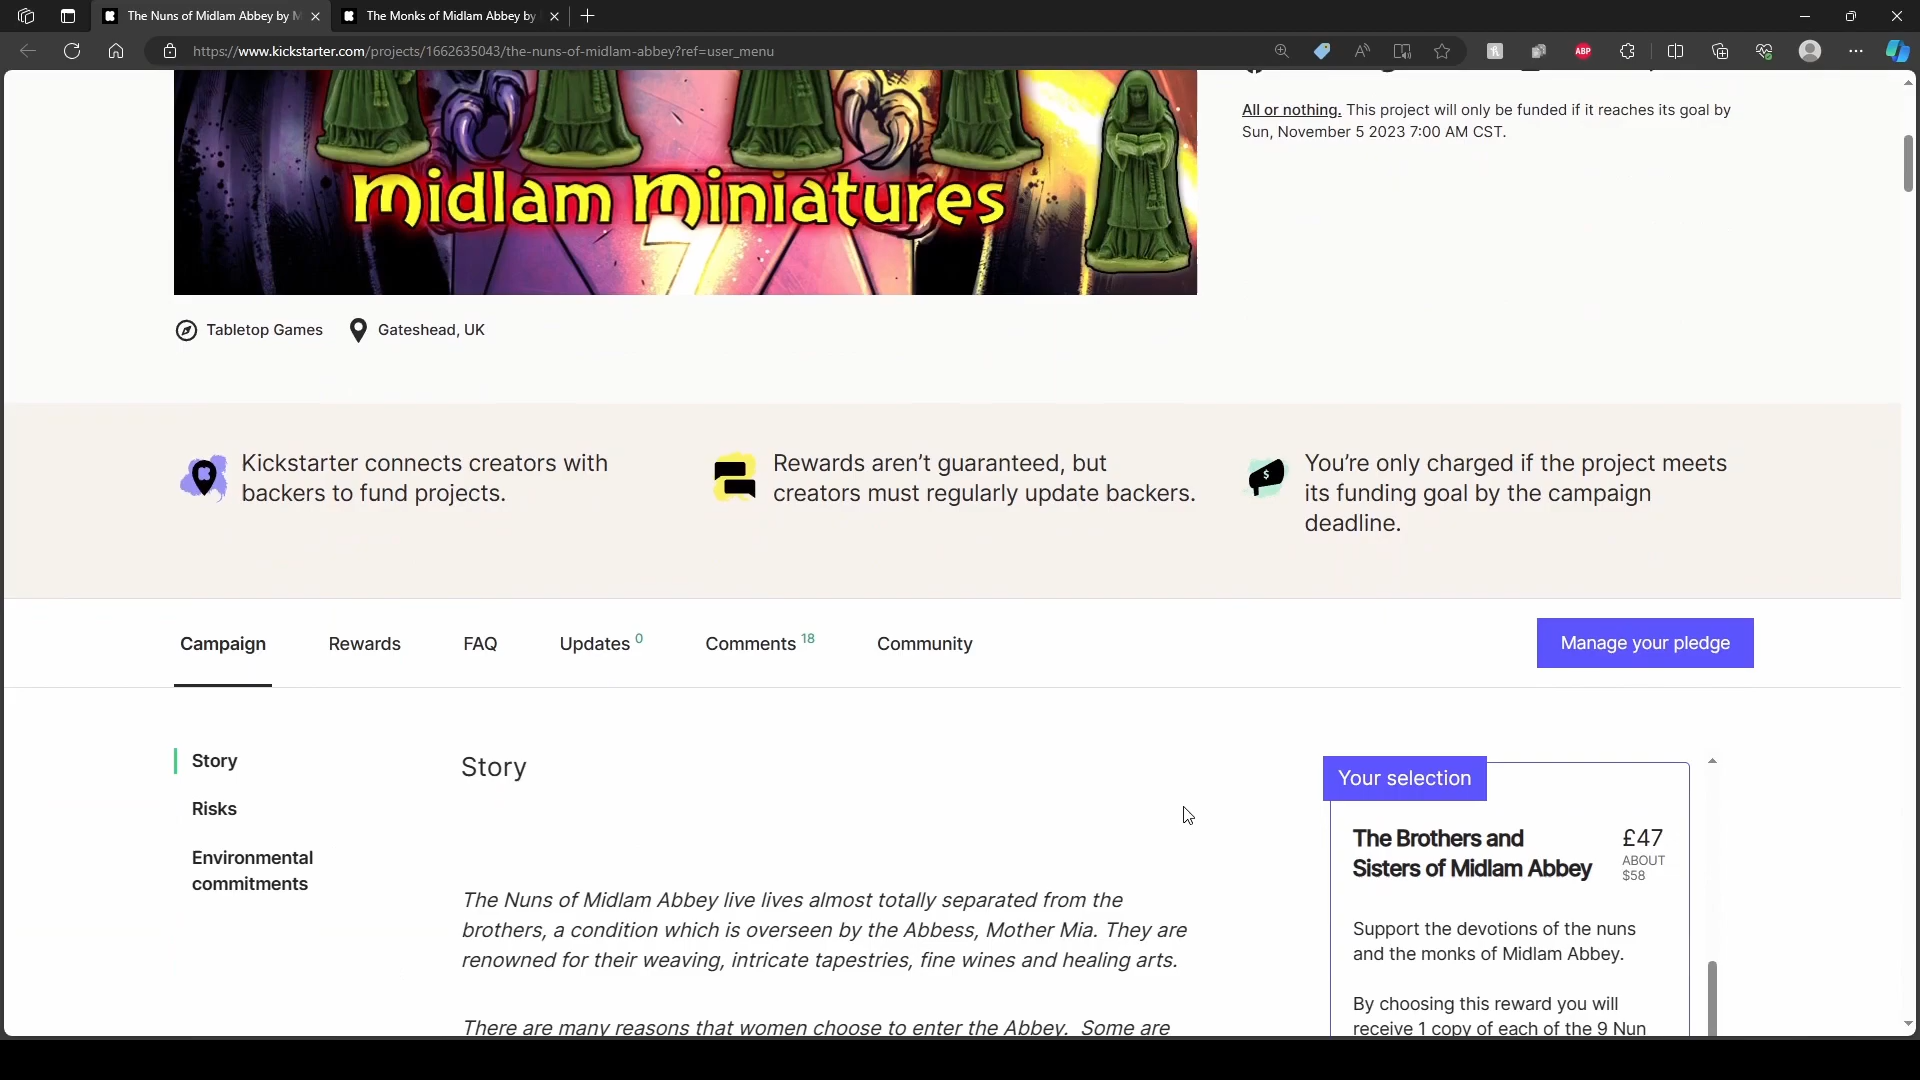 The Nuns of Midlam Abbey by M
The Monks of Midlam Abbey by
https://www.kickstarter.com/projects/1662635043/the-nuns-of-midlam-abbey?ref=user_menu
ABP
All or nothing. This project will only be funded if it reaches its goal by
Sun, November 5 2023 7:00 AM CST.
Midlam Miniatures
Tabletop Games
Gateshead, UK
Kickstarter connects creators with
backers to fund projects.
Rewards aren't guaranteed, but
creators must regularly update backers.
You're only charged if the project meets
its funding goal by the campaign
deadline.
Campaign
Rewards
FAQ
Updates 0
Comments 18
Community
Manage your pledge
Story
Risks
Environmental
commitments
Story
The Nuns of Midlam Abbey live lives almost totally separated from the
brothers, a condition which is overseen by the Abbess, Mother Mia. They are
renowned for their weaving, intricate tapestries, fine wines and healing arts.
There are many reasons that women choose to enter the Abbey. Some are
Your selection
The Brothers and
Sisters of Midlam Abbey
£47
ABOUT
$58
Support the devotions of the nuns
and the monks of Midlam Abbey.
By choosing this reward you will
receive 1 copy of each of the 9 Nun